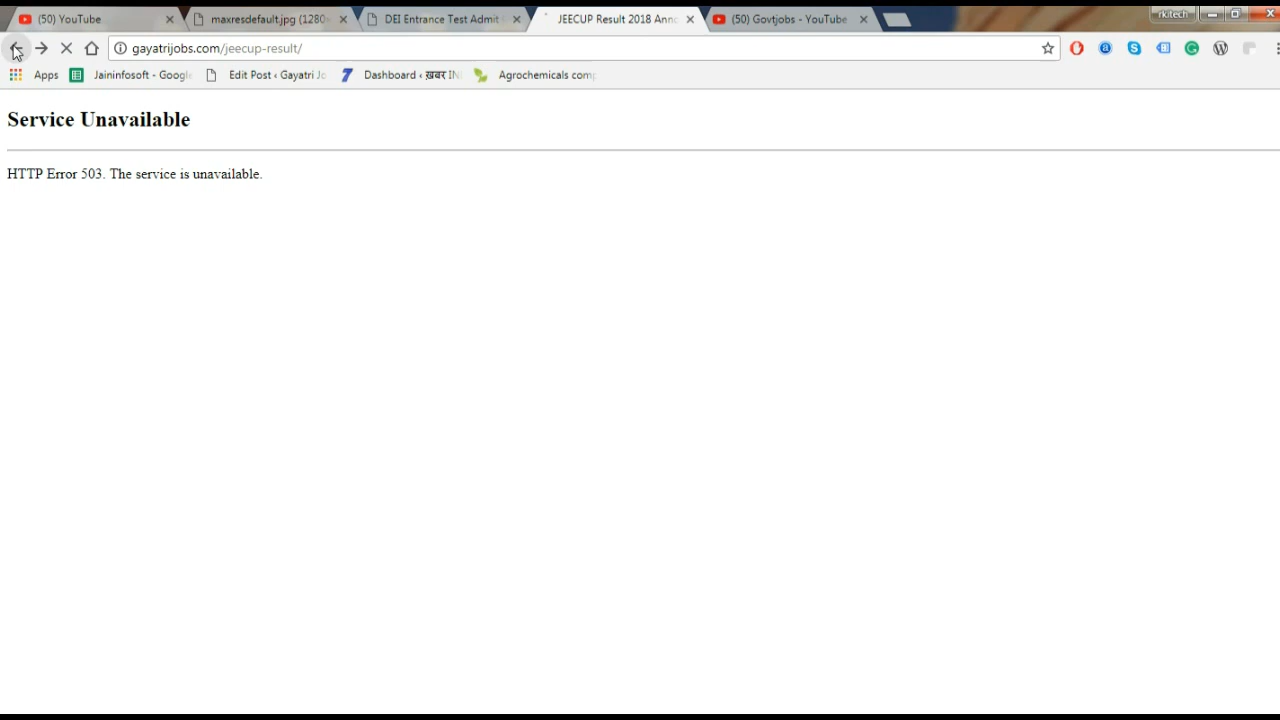 (50) YouTube
maxresdefault.jpg (1280×
DEI Entrance Test Admit
JEECUP Result 2018 Anno
(50) Govtjobs - YouTube
rkitech
gayatrijobs.com/jeecup-result/
Apps
Jaininfosoft - Google
Edit Post ‹ Gayatri Jo
Dashboard ‹ ख़बर IN
Agrochemicals comp
Service Unavailable
HTTP Error 503. The service is unavailable.